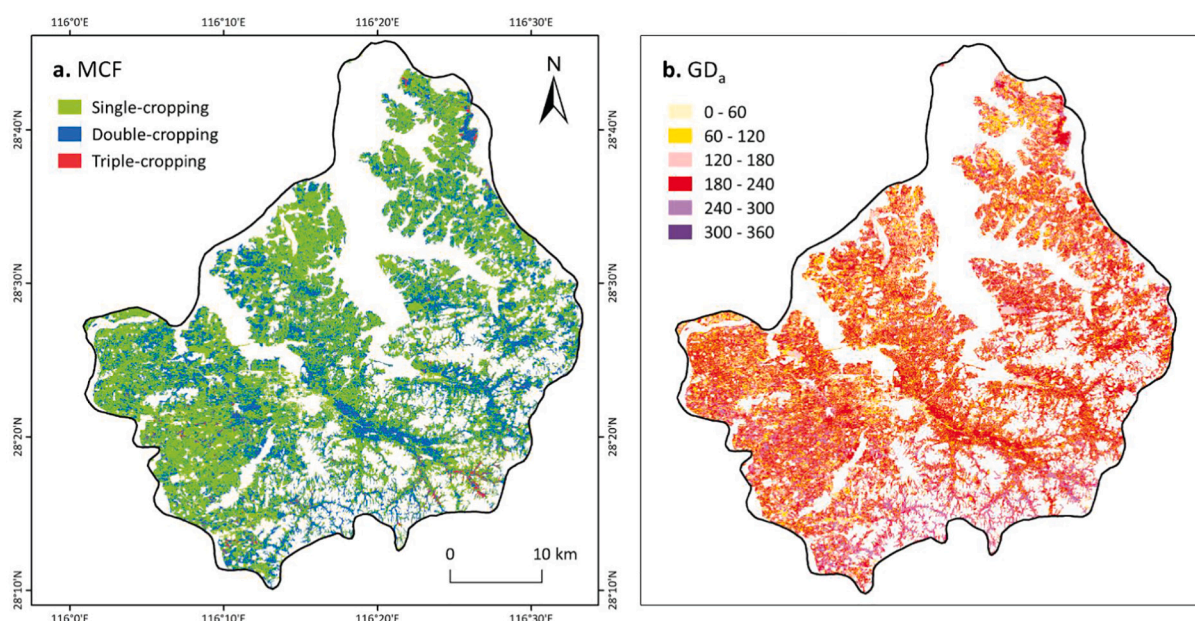 116°0'E 116°10'E 116°20'E 116°30'E
a. MCF
N
Single-cropping
Double-cropping
Triple-cropping
28°40'N
28°30'N
28°20'N
28°10'N
28°40'N
28°30'N
28°20'N
28°10'N
0 10 km
116°0'E 116°10'E 116°20'E 116°30'E
b. GDa
0 - 60
60 - 120
120 - 180
180 - 240
240 - 300
300 - 360